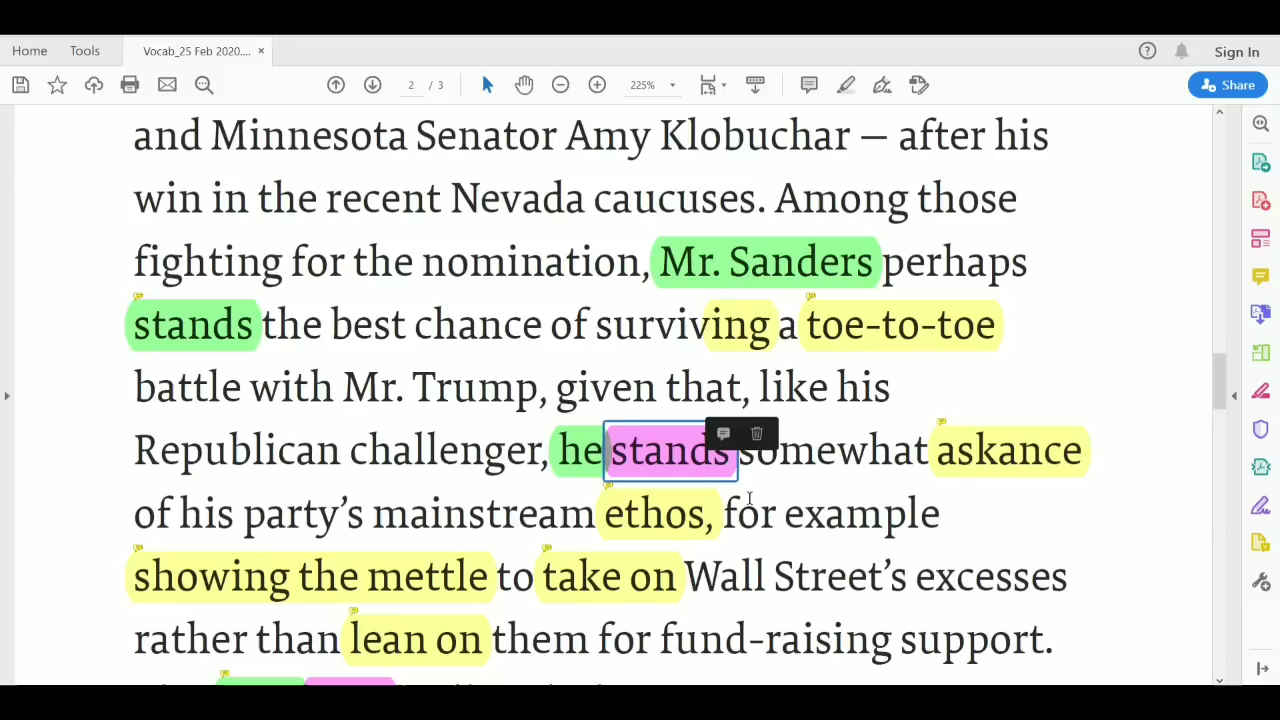 Home Tools Vocab_25 Feb 2020.... × Sign In
2 / 3 225% Share
and Minnesota Senator Amy Klobuchar — after his
win in the recent Nevada caucuses. Among those
fighting for the nomination, Mr. Sanders perhaps
stands the best chance of surviving a toe-to-toe
battle with Mr. Trump, given that, like his
Republican challenger, he stands somewhat askance
of his party’s mainstream ethos, for example
showing the mettle to take on Wall Street’s excesses
rather than lean on them for fund-raising support.